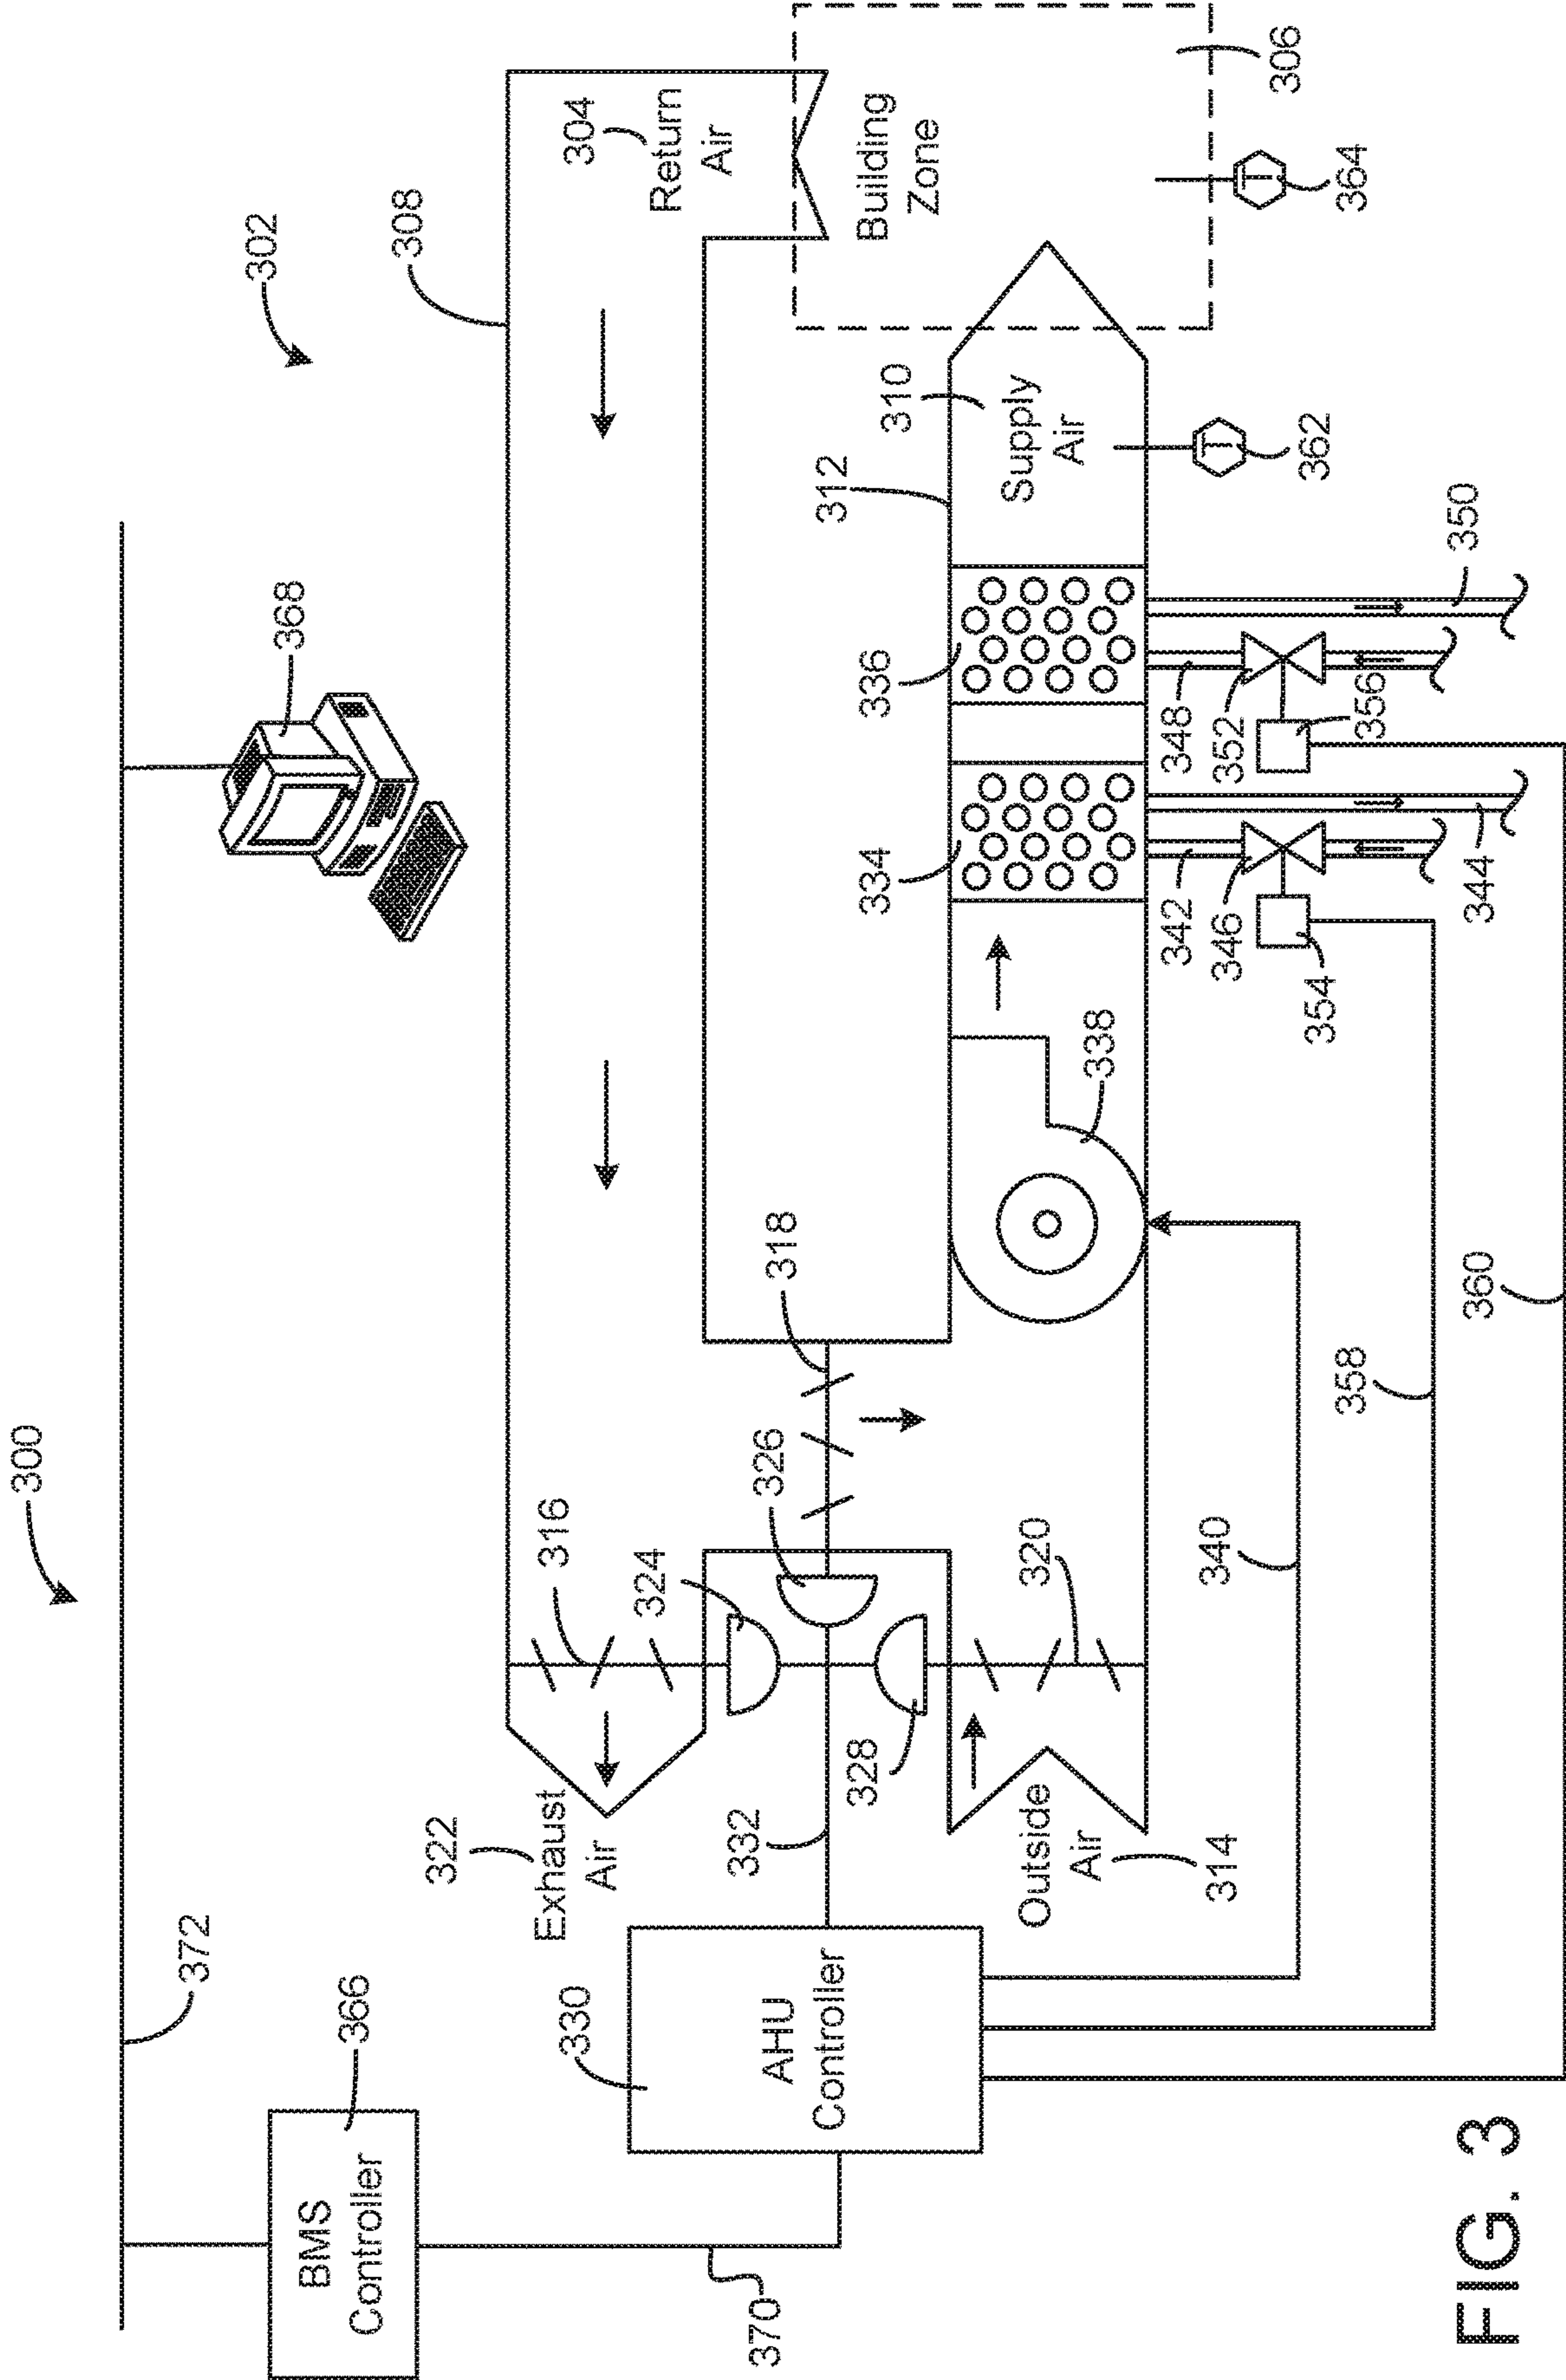 300
372
BMS
Controller
366
370
368
302
308
304
Return
Air
306
Building
Zone
322
Exhaust
Air
316
324
326
318
332
328
330
AHU
Controller
Outside
Air
314
320
338
334
336
312
310
Supply
Air
342
346
354
344
348
352
356
350
362
364
340
358
360
T
T
FIG. 3